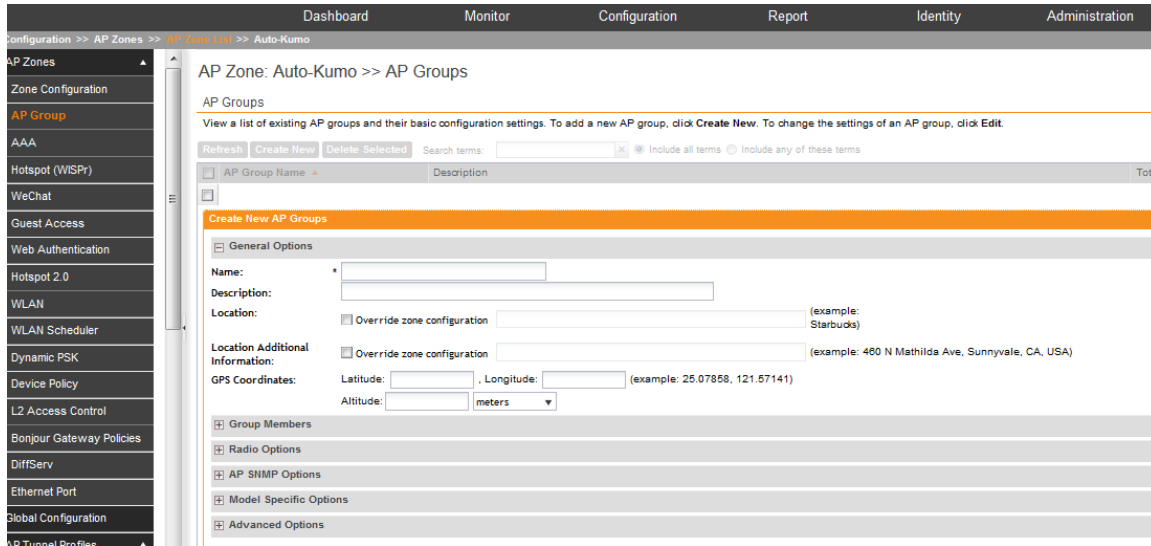 Dashboard Monitor Configuration Report Identity Administration
Configuration >> AP Zones >> AP Zone List >> Auto-Kumo
AP Zones
Zone Configuration
AP Group
AAA
Hotspot (WISPr)
WeChat
Guest Access
Web Authentication
Hotspot 2.0
WLAN
WLAN Scheduler
Dynamic PSK
Device Policy
L2 Access Control
Bonjour Gateway Policies
DiffServ
Ethernet Port
Global Configuration
AP Tunnel Profiles
AP Zone: Auto-Kumo >> AP Groups
AP Groups
View a list of existing AP groups and their basic configuration settings. To add a new AP group, click Create New. To change the settings of an AP group, click Edit.
Refresh Create New Delete Selected Search terms: x Include all terms Include any of these terms
AP Group Name Description Tot
Create New AP Groups
General Options
Name: *
Description:
Location: Override zone configuration (example: Starbucks)
Location Additional Information: Override zone configuration (example: 460 N Mathilda Ave, Sunnyvale, CA, USA)
GPS Coordinates: Latitude: , Longitude: (example: 25.07858, 121.57141)
Altitude: meters
Group Members
Radio Options
AP SNMP Options
Model Specific Options
Advanced Options